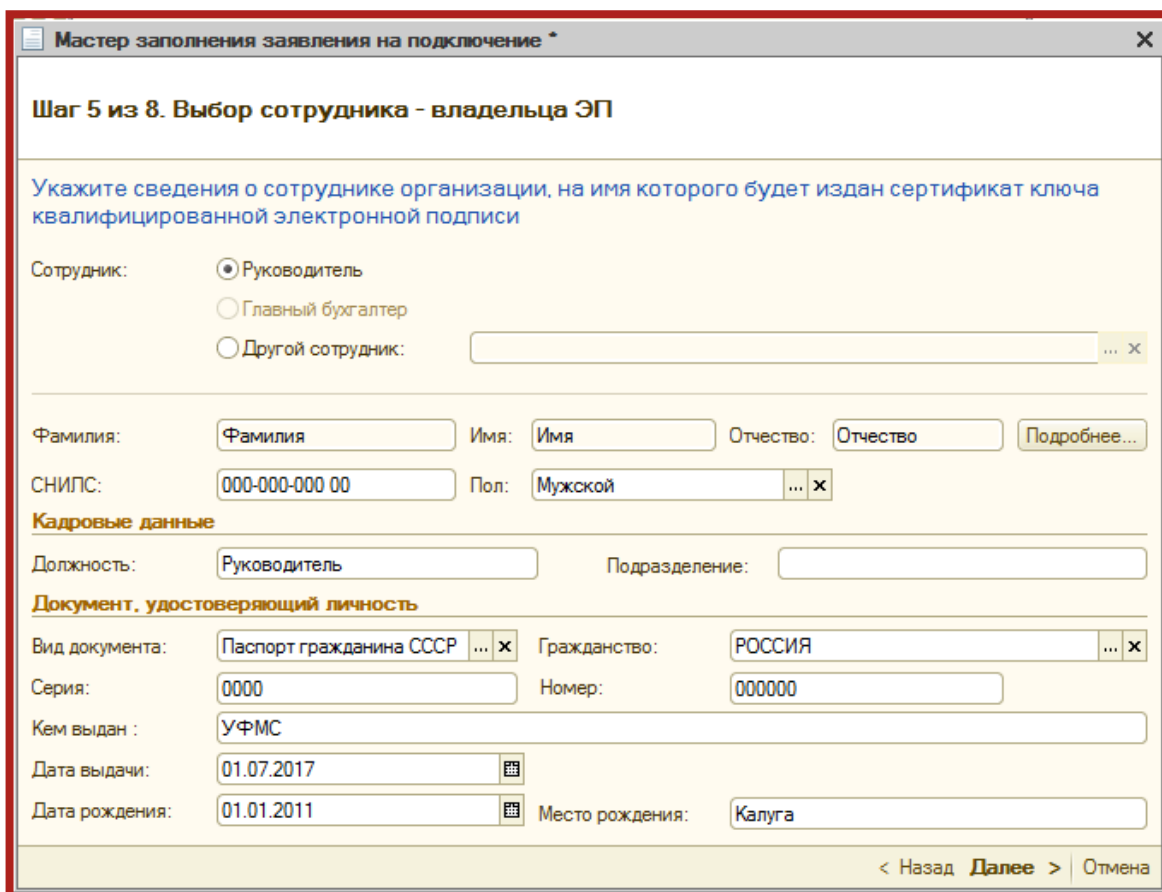 Мастер заполнения заявления на подключение *
Шаг 5 из 8. Выбор сотрудника - владельца ЭП
Укажите сведения о сотруднике организации, на имя которого будет издан сертификат ключа
квалифицированной электронной подписи
Сотрудник: Руководитель
Главный бухгалтер
Другой сотрудник: ... x
Фамилия: Фамилия Имя: Имя Отчество: Отчество Подробнее...
СНИЛС: 000-000-000 00 Пол: Мужской ... x
Кадровые данные
Должность: Руководитель Подразделение:
Документ, удостоверяющий личность
Вид документа: Паспорт гражданина СССР ... x Гражданство: РОССИЯ ... x
Серия: 0000 Номер: 000000
Кем выдан : УФМС
Дата выдачи: 01.07.2017
Дата рождения: 01.01.2011 Место рождения: Калуга
< Назад Далее > Отмена